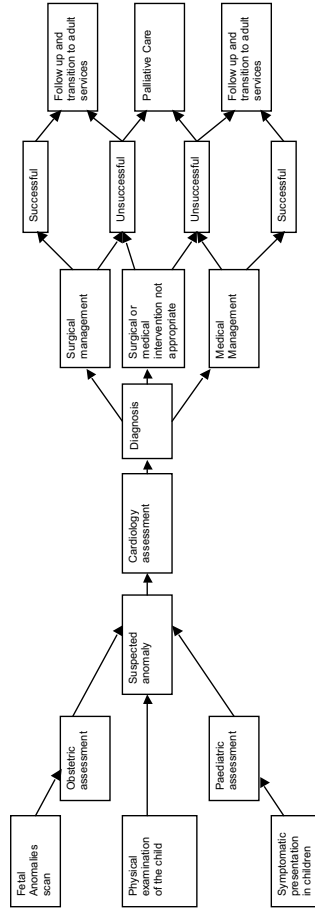 Fetal
Anomalies
scan
Physical
examination
of the child
Symptomatic
presentation
in children
Obstetric
assessment
Paediatric
assessment
Suspected
anomaly
Cardiology
assessment
Diagnosis
Surgical
management
Surgical or
medical
intervention not
appropriate
Medical
Management
Successful
Unsuccessful
Unsuccessful
Successful
Follow up and
transition to adult
services
Palliative Care
Follow up and
transition to adult
services